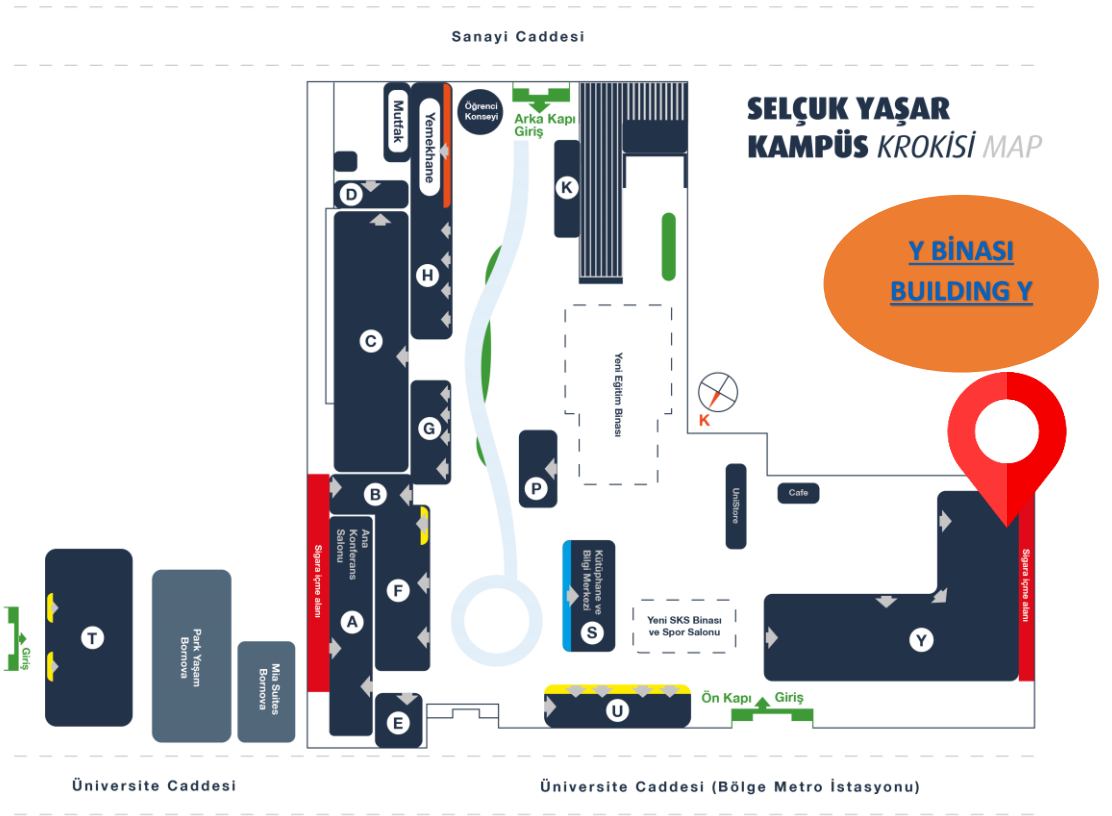 Sanayi Caddesi
SELÇUK YAŞAR
KAMPÜS KROKİSİ MAP
Mutfak
Yemekhane
Öğrenci
Konseyi
Arka Kapı
Giriş
D
K
H
C
Y BİNASI
BUILDING Y
Yeni Eğitim Binası
K
G
P
B
UniStore
Cafe
Sigara içme alanı
Ana
Konferans
Salonu
F
A
Kütüphane ve
Bilgi Merkezi
S
Yeni SKS Binası
ve Spor Salonu
Y
Sigara içme alanı
Giriş
T
Park Yaşam
Bornova
Mia Suites
Bornova
E
U
Ön Kapı Giriş
Üniversite Caddesi
Üniversite Caddesi (Bölge Metro İstasyonu)